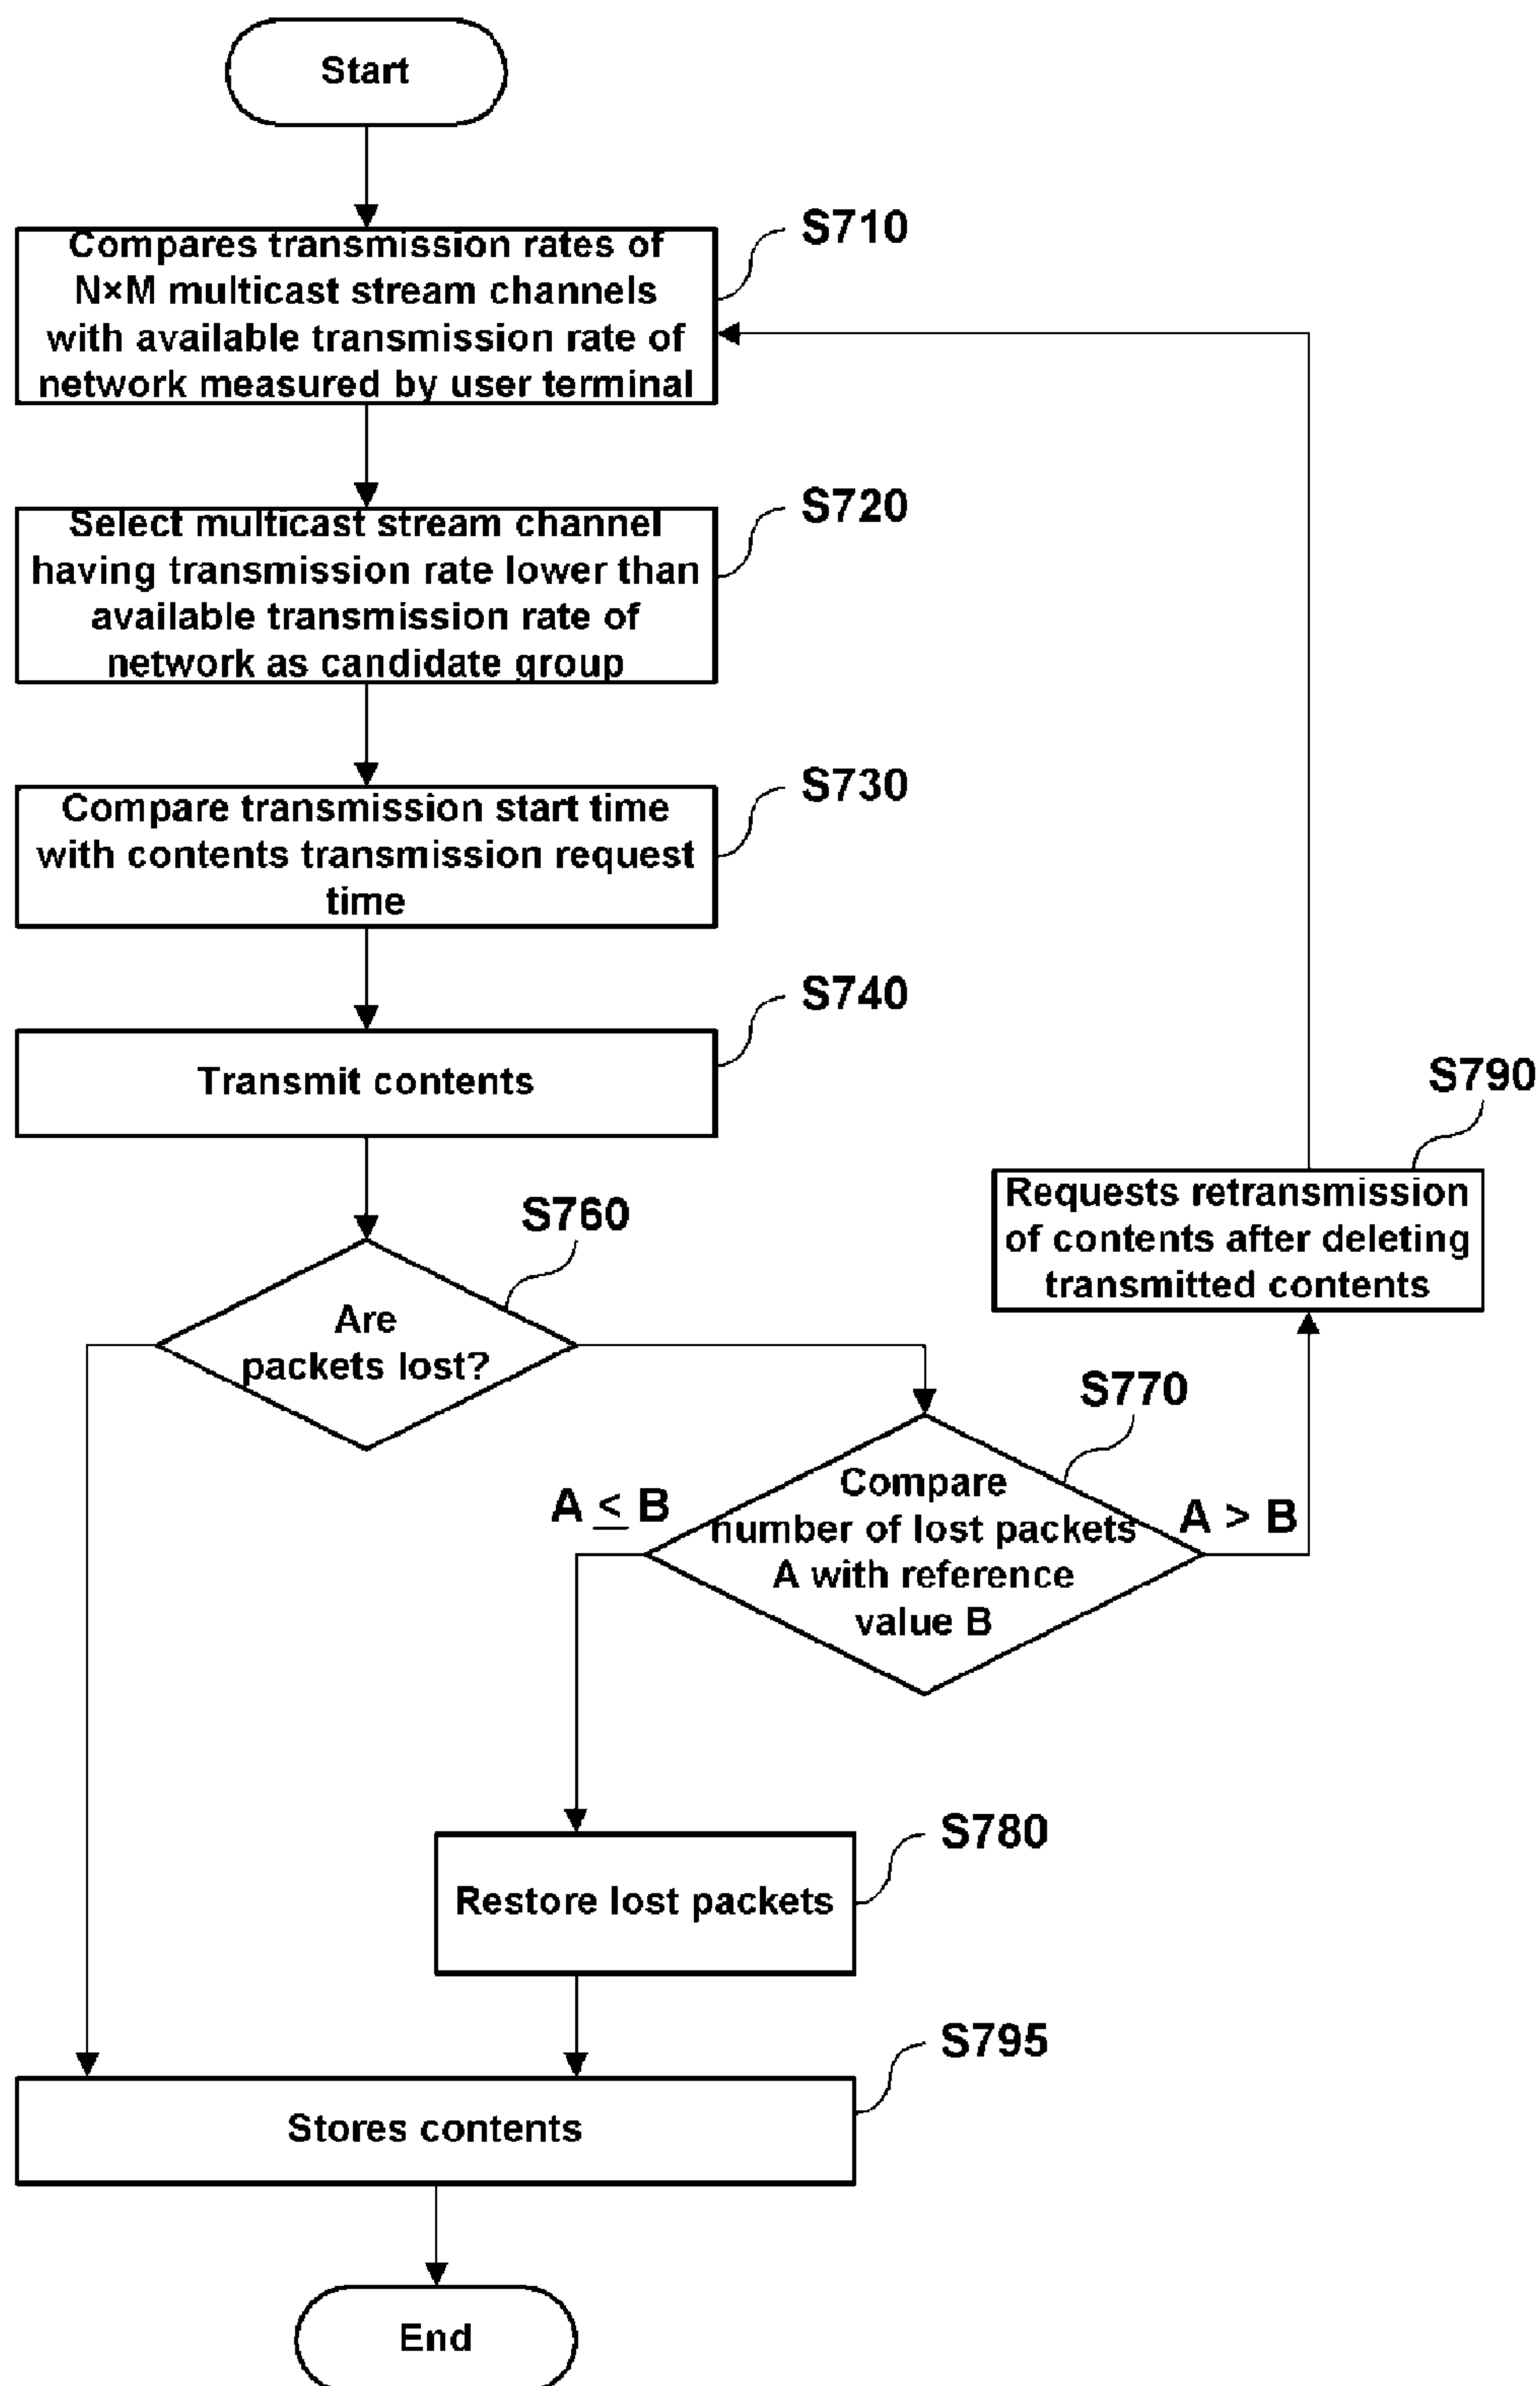 Start
S710
Compares transmission rates of
N×M multicast stream channels
with available transmission rate of
network measured by user terminal
S720
Select multicast stream channel
having transmission rate lower than
available transmission rate of
network as candidate group
S730
Compare transmission start time
with contents transmission request
time
S740
Transmit contents
S790
Requests retransmission
of contents after deleting
transmitted contents
S760
Are
packets lost?
S770
Compare
number of lost packets
A with reference
value B
A ≤ B
A > B
S780
Restore lost packets
S795
Stores contents
End